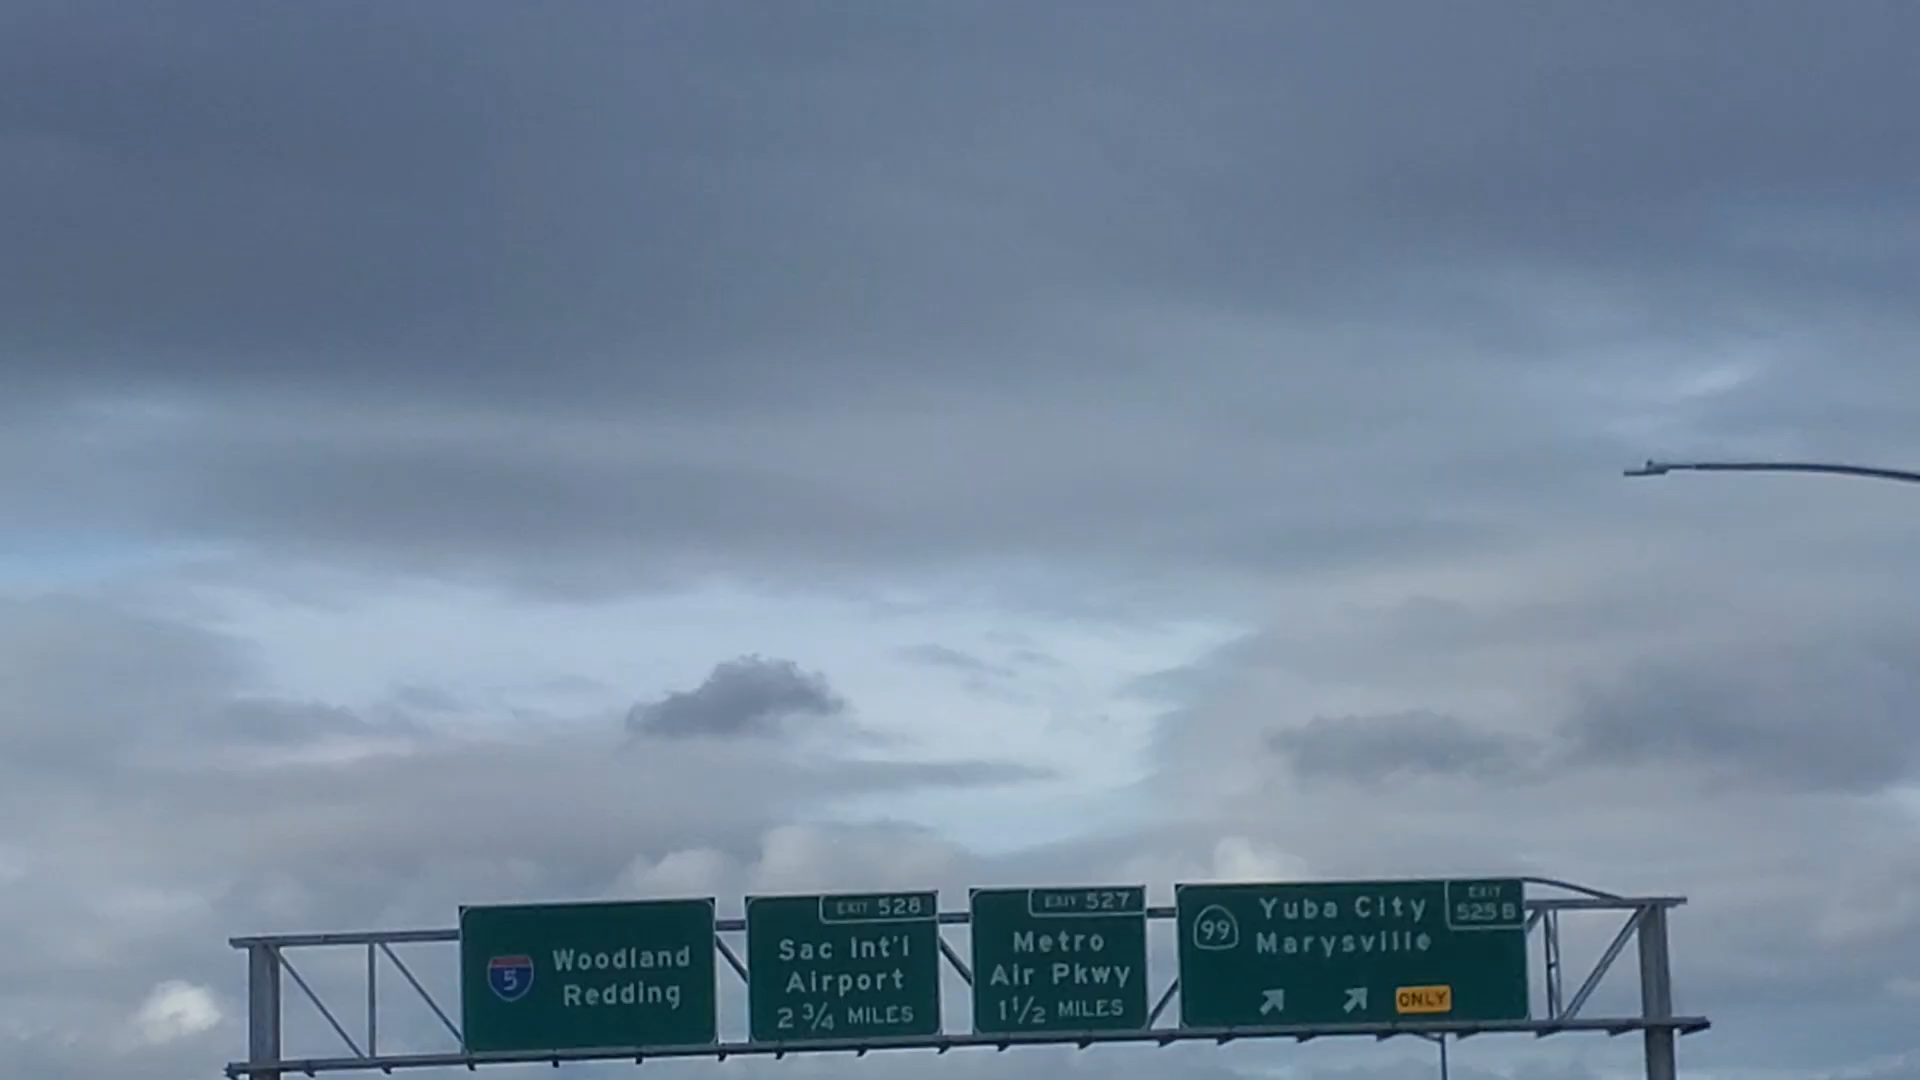 5
Woodland
Redding
EXIT 528
Sac Int'l
Airport
2 3/4 MILES
EXIT 527
Metro
Air Pkwy
1 1/2 MILES
EXIT
525 B
99
Yuba City
Marysville
ONLY